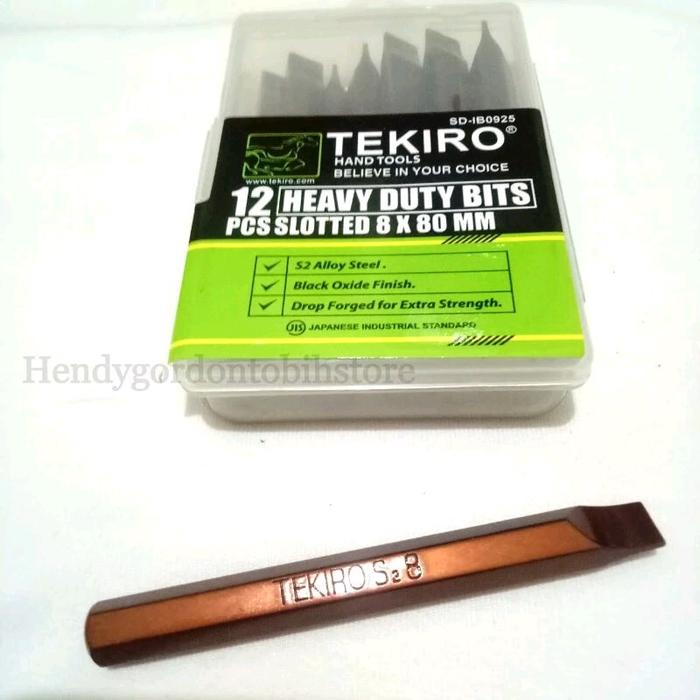 SD-IB0925
TEKIRO®
HAND TOOLS
BELIEVE IN YOUR CHOICE
www.tekiro.com
12 HEAVY DUTY BITS
PCS SLOTTED 8 X 80 MM
S2 Alloy Steel .
Black Oxide Finish.
Drop Forged for Extra Strength.
JIS JAPANESE INDUSTRIAL STANDARD
Hendygordontobihstore
TEKIRO S2 8